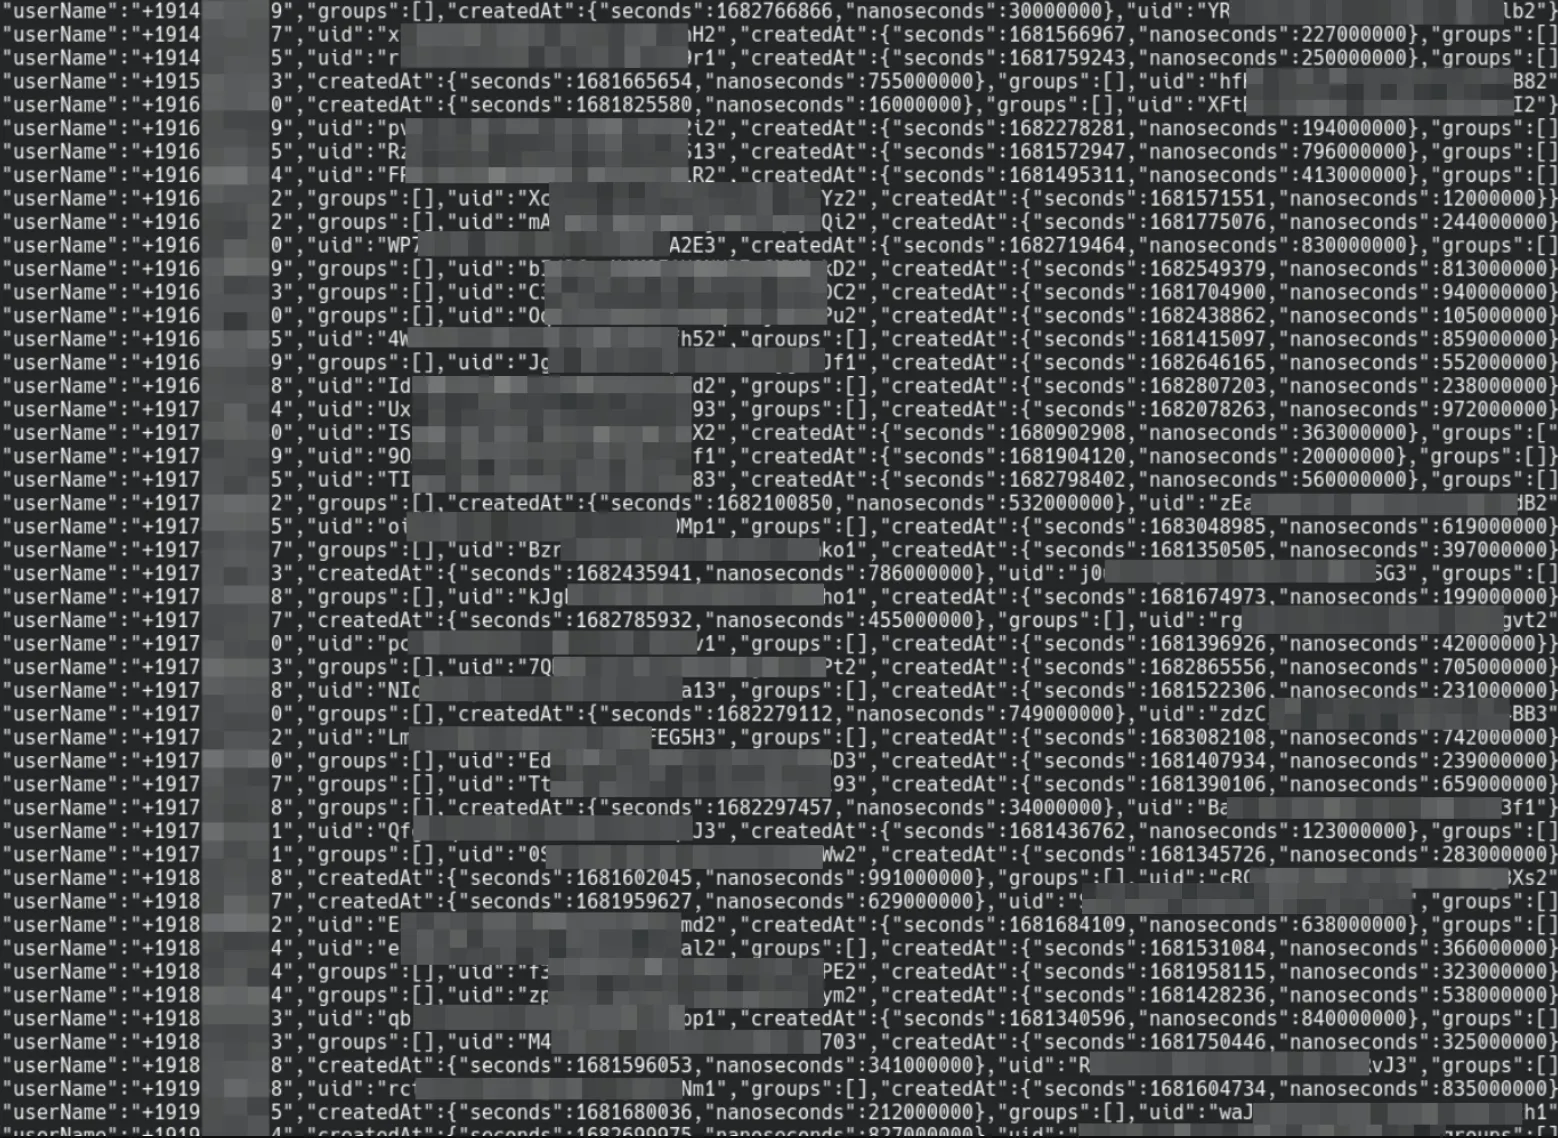 "userName":"+1914 9","groups":[],"createdAt":{"seconds":1682766866,"nanoseconds":30000000},"uid":"YR lb2"}
"userName":"+1914 7","uid":"x H2","createdAt":{"seconds":1681566967,"nanoseconds":227000000},"groups":[]
"userName":"+1914 5","uid":"r r1","createdAt":{"seconds":1681759243,"nanoseconds":250000000},"groups":[]
"userName":"+1915 3","createdAt":{"seconds":1681665654,"nanoseconds":755000000},"groups":[],"uid":"hf B82"
"userName":"+1916 0","createdAt":{"seconds":1681825580,"nanoseconds":16000000},"groups":[],"uid":"XFt I2"}
"userName":"+1916 9","uid":"pv i2","createdAt":{"seconds":1682278281,"nanoseconds":194000000},"groups":[]
"userName":"+1916 5","uid":"Rz 13","createdAt":{"seconds":1681572947,"nanoseconds":796000000},"groups":[]
"userName":"+1916 4","uid":"F R2","createdAt":{"seconds":1681495311,"nanoseconds":413000000},"groups":[]
"userName":"+1916 2","groups":[],"uid":"Xc Yz2","createdAt":{"seconds":1681571551,"nanoseconds":12000000}}
"userName":"+1916 2","groups":[],"uid":"mA Qi2","createdAt":{"seconds":1681775076,"nanoseconds":244000000}
"userName":"+1916 0","uid":"WP7 A2E3","createdAt":{"seconds":1682719464,"nanoseconds":830000000},"groups":[]
"userName":"+1916 9","groups":[],"uid":"b kD2","createdAt":{"seconds":1682549379,"nanoseconds":813000000}
"userName":"+1916 3","groups":[],"uid":"C C2","createdAt":{"seconds":1681704900,"nanoseconds":940000000}
"userName":"+1916 0","groups":[],"uid":"Oq Pu2","createdAt":{"seconds":1682438862,"nanoseconds":105000000}
"userName":"+1916 5","uid":"4W h52","groups":[],"createdAt":{"seconds":1681415097,"nanoseconds":859000000}
"userName":"+1916 9","groups":[],"uid":"Jg Jf1","createdAt":{"seconds":1682646165,"nanoseconds":552000000}
"userName":"+1916 8","uid":"Id d2","groups":[],"createdAt":{"seconds":1682807203,"nanoseconds":238000000}
"userName":"+1917 4","uid":"Ux 93","groups":[],"createdAt":{"seconds":1682078263,"nanoseconds":972000000}
"userName":"+1917 0","uid":"IS X2","createdAt":{"seconds":1680902908,"nanoseconds":363000000},"groups":["
"userName":"+1917 9","uid":"9O f1","createdAt":{"seconds":1681904120,"nanoseconds":20000000},"groups":[]}
"userName":"+1917 5","uid":"TI 83","createdAt":{"seconds":1682798402,"nanoseconds":560000000},"groups":[]
"userName":"+1917 2","groups":[],"createdAt":{"seconds":1682100850,"nanoseconds":532000000},"uid":"zEa dB2"
"userName":"+1917 5","uid":"oi Mp1","groups":[],"createdAt":{"seconds":1683048985,"nanoseconds":619000000}
"userName":"+1917 7","groups":[],"uid":"Bzr ko1","createdAt":{"seconds":1681350505,"nanoseconds":397000000}
"userName":"+1917 3","createdAt":{"seconds":1682435941,"nanoseconds":786000000},"uid":"j0 SG3","groups":[]
"userName":"+1917 8","groups":[],"uid":"kJg ho1","createdAt":{"seconds":1681674973,"nanoseconds":199000000}
"userName":"+1917 7","createdAt":{"seconds":1682785932,"nanoseconds":455000000},"groups":[],"uid":"rg gvt2"
"userName":"+1917 0","uid":"pc v1","groups":[],"createdAt":{"seconds":1681396926,"nanoseconds":42000000}}
"userName":"+1917 3","groups":[],"uid":"7Q Pt2","createdAt":{"seconds":1682865556,"nanoseconds":705000000}
"userName":"+1917 8","uid":"NI a13","groups":[],"createdAt":{"seconds":1681522306,"nanoseconds":231000000}
"userName":"+1917 0","groups":[],"createdAt":{"seconds":1682279112,"nanoseconds":749000000},"uid":"zdzC BB3"
"userName":"+1917 2","uid":"Lm FEG5H3","groups":[],"createdAt":{"seconds":1683082108,"nanoseconds":742000000}
"userName":"+1917 0","groups":[],"uid":"Ed D3","createdAt":{"seconds":1681407934,"nanoseconds":239000000}
"userName":"+1917 7","groups":[],"uid":"Tt 93","createdAt":{"seconds":1681390106,"nanoseconds":659000000}
"userName":"+1917 8","groups":[],"createdAt":{"seconds":1682297457,"nanoseconds":34000000},"uid":"Ba 3f1"}
"userName":"+1917 1","uid":"Qf J3","createdAt":{"seconds":1681436762,"nanoseconds":123000000},"groups":[]
"userName":"+1917 1","groups":[],"uid":"0S Ww2","createdAt":{"seconds":1681345726,"nanoseconds":283000000}
"userName":"+1918 8","createdAt":{"seconds":1681602045,"nanoseconds":991000000},"groups":[],"uid":"cR Xs2"
"userName":"+1918 7","createdAt":{"seconds":1681959627,"nanoseconds":629000000},"uid":" ,"groups":[]
"userName":"+1918 2","uid":"E md2","groups":[],"createdAt":{"seconds":1681684109,"nanoseconds":638000000}
"userName":"+1918 4","uid":"e al2","groups":[],"createdAt":{"seconds":1681531084,"nanoseconds":366000000}
"userName":"+1918 4","groups":[],"uid":"f3 PE2","createdAt":{"seconds":1681958115,"nanoseconds":323000000}
"userName":"+1918 4","groups":[],"uid":"zp ym2","createdAt":{"seconds":1681428236,"nanoseconds":538000000}
"userName":"+1918 3","uid":"qb p1","createdAt":{"seconds":1681340596,"nanoseconds":840000000},"groups":[]
"userName":"+1918 3","groups":[],"uid":"M4 703","createdAt":{"seconds":1681750446,"nanoseconds":325000000}
"userName":"+1918 8","createdAt":{"seconds":1681596053,"nanoseconds":341000000},"uid":"R vJ3","groups":[]
"userName":"+1919 8","uid":"rc Nm1","groups":[],"createdAt":{"seconds":1681604734,"nanoseconds":835000000}
"userName":"+1919 5","createdAt":{"seconds":1681680036,"nanoseconds":212000000},"groups":[],"uid":"waJ h1"
"userName":"+1919 4","createdAt":{"seconds":1682699975,"nanoseconds":827000000},"uid":" ,"groups":[]